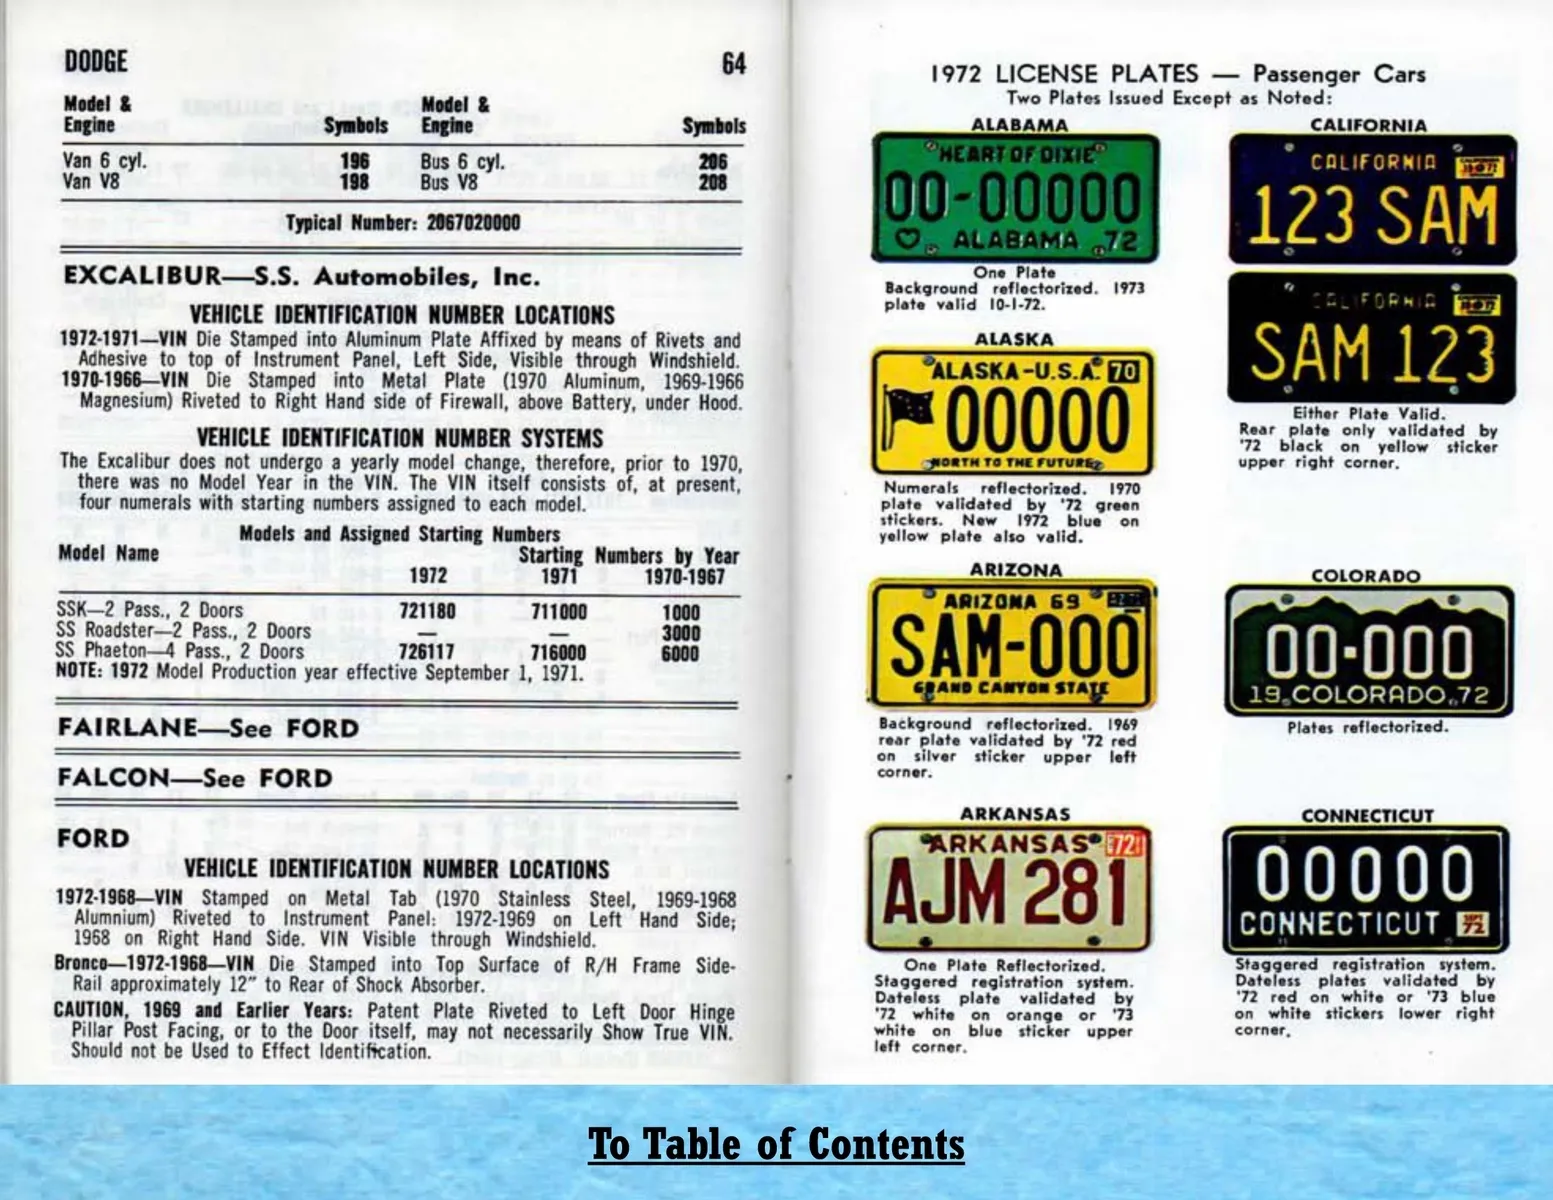 DODGE 64
Model & Engine Symbols Model & Engine Symbols
Van 6 cyl. 196 Bus 6 cyl. 206
Van V8 198 Bus V8 208
Typical Number: 2067020000
EXCALIBUR—S.S. Automobiles, Inc.
VEHICLE IDENTIFICATION NUMBER LOCATIONS
1972-1971—VIN Die Stamped into Aluminum Plate Affixed by means of Rivets and
Adhesive to top of Instrument Panel, Left Side, Visible through Windshield.
1970-1966—VIN Die Stamped into Metal Plate (1970 Aluminum, 1969-1966
Magnesium) Riveted to Right Hand side of Firewall, above Battery, under Hood.
VEHICLE IDENTIFICATION NUMBER SYSTEMS
The Excalibur does not undergo a yearly model change, therefore, prior to 1970,
there was no Model Year in the VIN. The VIN itself consists of, at present,
four numerals with starting numbers assigned to each model.
Models and Assigned Starting Numbers
Model Name Starting Numbers by Year
1972 1971 1970-1967
SSK—2 Pass., 2 Doors 721180 711000 1000
SS Roadster—2 Pass., 2 Doors — — 3000
SS Phaeton—4 Pass., 2 Doors 726117 716000 6000
NOTE: 1972 Model Production year effective September 1, 1971.
FAIRLANE—See FORD
FALCON—See FORD
FORD
VEHICLE IDENTIFICATION NUMBER LOCATIONS
1972-1968—VIN Stamped on Metal Tab (1970 Stainless Steel, 1969-1968
Alumnium) Riveted to Instrument Panel: 1972-1969 on Left Hand Side;
1968 on Right Hand Side. VIN Visible through Windshield.
Bronco—1972-1968—VIN Die Stamped into Top Surface of R/H Frame Side-
Rail approximately 12" to Rear of Shock Absorber.
CAUTION, 1969 and Earlier Years: Patent Plate Riveted to Left Door Hinge
Pillar Post Facing, or to the Door itself, may not necessarily Show True VIN.
Should not be Used to Effect Identification.
1972 LICENSE PLATES — Passenger Cars
Two Plates Issued Except as Noted:
ALABAMA
HEART OF DIXIE
00-00000
ALABAMA 72
One Plate
Background reflectorized. 1973
plate valid 10-1-72.
ALASKA
ALASKA-U.S.A. 70
00000
NORTH TO THE FUTURE
Numerals reflectorized. 1970
plate validated by '72 green
stickers. New 1972 blue on
yellow plate also valid.
ARIZONA
ARIZONA 69
SAM-000
GRAND CANYON STATE
Background reflectorized. 1969
rear plate validated by '72 red
on silver sticker upper left
corner.
ARKANSAS
ARKANSAS 72
AJM 281
One Plate Reflectorized.
Staggered registration system.
Dateless plate validated by
'72 white on orange or '73
white on blue sticker upper
left corner.
CALIFORNIA
CALIFORNIA
123 SAM
CALIFORNIA
SAM 123
Either Plate Valid.
Rear plate only validated by
'72 black on yellow sticker
upper right corner.
COLORADO
00-000
19 COLORADO 72
Plates reflectorized.
CONNECTICUT
00000
CONNECTICUT SEPT 72
Staggered registration system.
Dateless plates validated by
'72 red on white or '73 blue
on white stickers lower right
corner.
To Table of Contents